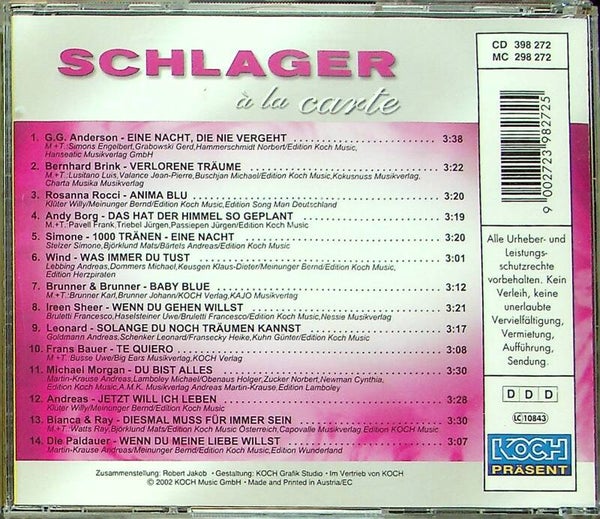 SCHLAGER
à la carte
1. G.G. Anderson - EINE NACHT, DIE NIE VERGEHT 3:38
M.+T.:Simons Engelbert,Grabowski Gerd,Hammerschmidt Norbert/Edition Koch Music,
Hanseatic Musikverlag GmbH
2. Bernhard Brink - VERLORENE TRÄUME 3:22
M.+T.:Lusitano Luis,Valance Jean-Pierre,Buschjan Michael/Edition Koch Music,Kokusnuss Musikverlag,
Charta Musika Musikverlag
3. Rosanna Rocci - ANIMA BLU 3:20
Klüter Willy/Meininger Bernd/Edition Koch Music,Edition Song Man Deutschland
4. Andy Borg - DAS HAT DER HIMMEL SO GEPLANT 3:19
M.+T.:Pavell Frank,Triebel Jürgen,Passiepen Jürgen/Edition Koch Music
5. Simone - 1000 TRÄNEN - EINE NACHT 3:20
Stelzer Simone,Björklund Mats/Bärtels Andreas/Edition Koch Music
6. Wind - WAS IMMER DU TUST 3:01
Lebbing Andreas,Dommers Michael,Keusgen Klaus-Dieter/Meininger Bernd/Edition Koch Music,
Edition Herzpiraten
7. Brunner & Brunner - BABY BLUE 3:12
M.+T.:Brunner Karl,Brunner Johann/KOCH Verlag,KAJO Musikverlag
8. Ireen Sheer - WENN DU GEHEN WILLST 3:21
Bruletti Francesco,Haselsteiner Uwe/Bruletti Francesco/Edition Koch Music,Nessie Musikverlag
9. Leonard - SOLANGE DU NOCH TRÄUMEN KANNST 3:17
Goldmann Andreas,Schenker Leonard/Fransecky Heike,Kuhn Günter/Edition Koch Music
10. Frans Bauer - TE QUIERO 3:08
M.+T.: Busse Uwe/Big Ears Musikverlag,KOCH Verlag
11. Michael Morgan - DU BIST ALLES 3:30
Martin-Krause Andreas,Lamboley Michael/Obenaus Holger,Zucker Norbert,Newman Cynthia,
Edition Koch Music,A.M.K. Musikverlag Andreas Martin-Krause,Edition Lamboley
12. Andreas - JETZT WILL ICH LEBEN 3:28
Klüter Willy/Meininger Bernd/Edition Koch Music
13. Bianca & Ray - DIESMAL MUSS FÜR IMMER SEIN 3:30
M.+T.:Watts Ray,Björklund Mats/Edition Koch Music Österreich,Capovalle Musikverlag Edition KOCH Music
14. Die Paldauer - WENN DU MEINE LIEBE WILLST 3:07
Martin-Krause Andreas/Meininger Bernd/Edition Koch Music,Edition Wunderland
Zusammenstellung: Robert Jakob • Gestaltung: KOCH Grafik Studio • Im Vertrieb von KOCH
© 2002 KOCH Music GmbH • Made and Printed in Austria/EC
CD 398 272
MC 298 272
9 002723 982725
Alle Urheber- und
Leistungs-
schutzrechte
vorbehalten. Kein
Verleih, keine
unerlaubte
Vervielfältigung,
Vermietung,
Aufführung,
Sendung.
D D D
LC 10843
KOCH
PRÄSENT